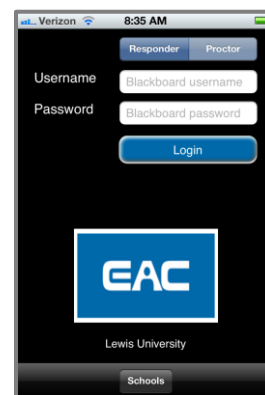 Verizon 8:35 AM
Responder Proctor
Username Blackboard username
Password Blackboard password
Login
EAC
Lewis University
Schools